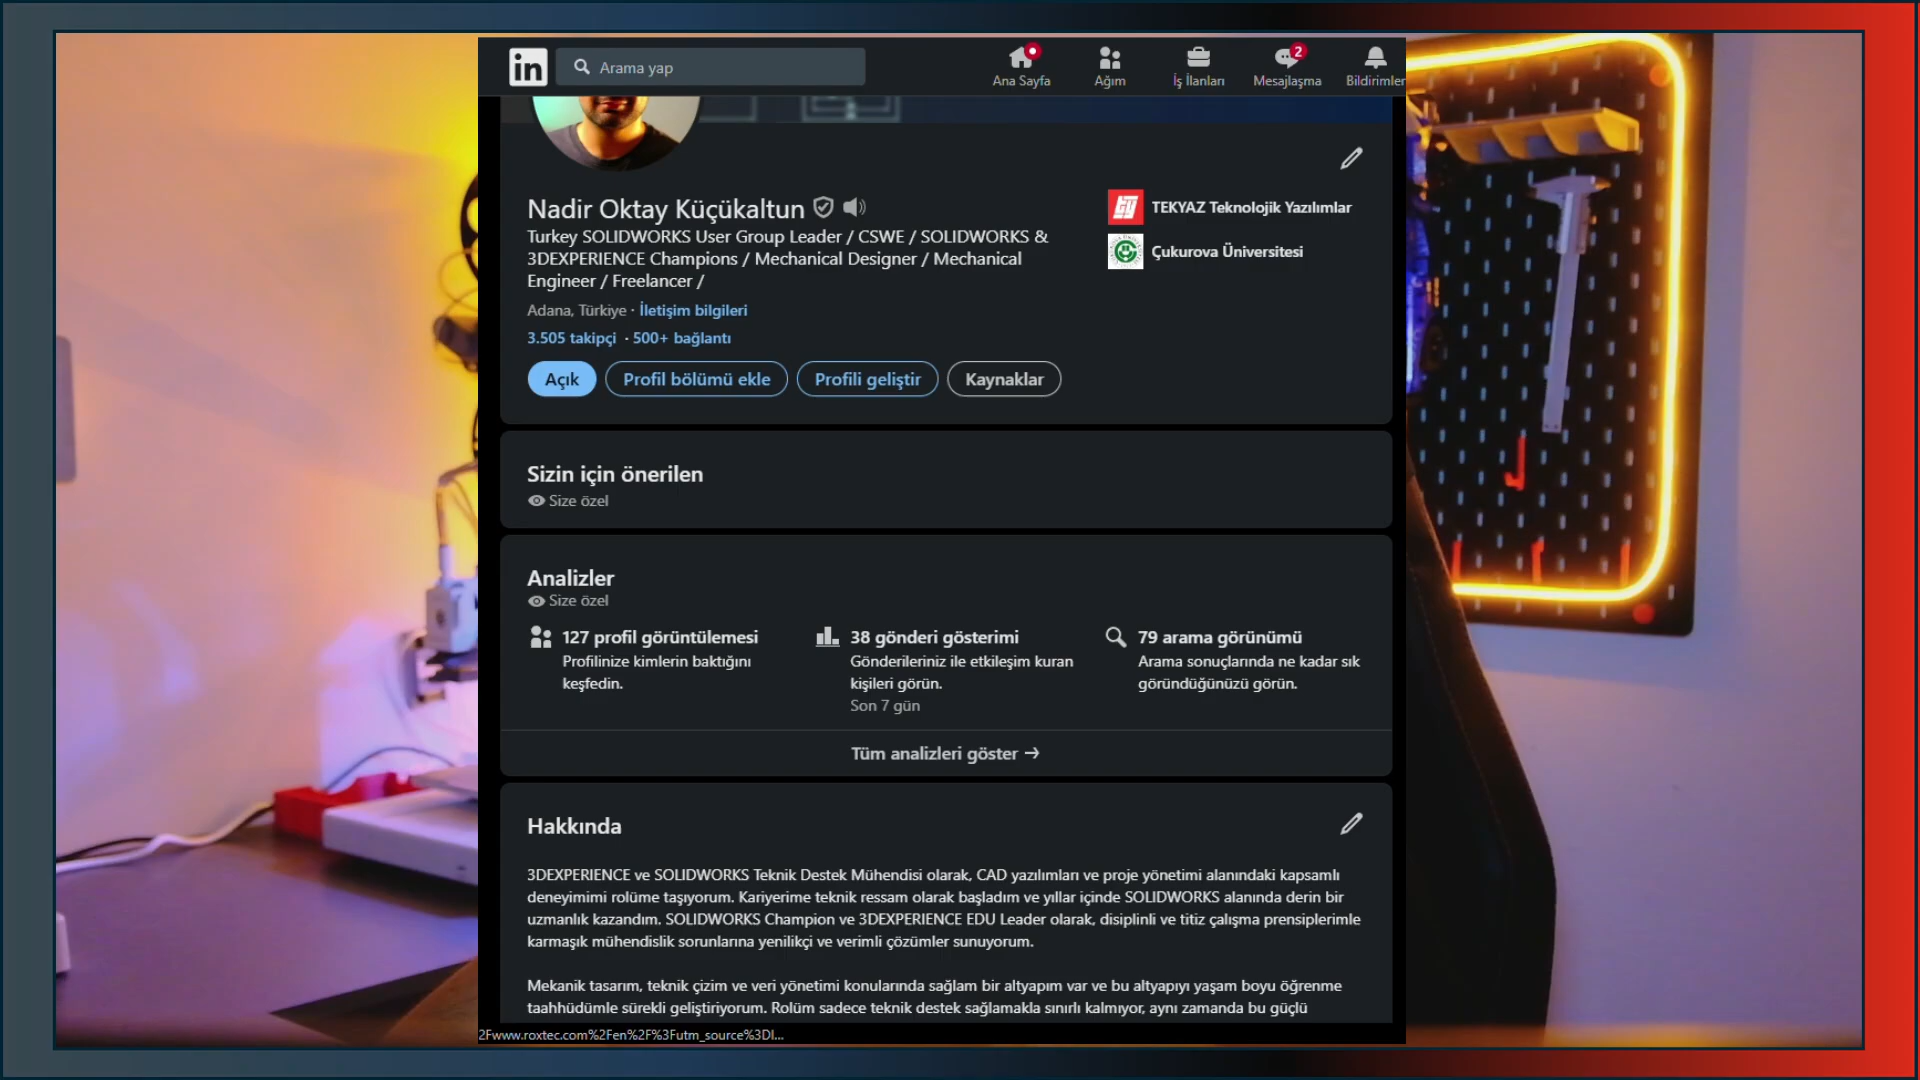 in
Arama yap
Ana Sayfa
Ağım
İş İlanları
2
Mesajlaşma
Bildirimler
Nadir Oktay Küçükaltun
Turkey SOLIDWORKS User Group Leader / CSWE / SOLIDWORKS &
3DEXPERIENCE Champions / Mechanical Designer / Mechanical
Engineer / Freelancer /
TEKYAZ Teknolojik Yazılımlar
Çukurova Üniversitesi
Adana, Türkiye · İletişim bilgileri
3.505 takipçi · 500+ bağlantı
Açık
Profil bölümü ekle
Profili geliştir
Kaynaklar
Sizin için önerilen
Size özel
Analizler
Size özel
127 profil görüntülemesi
Profilinize kimlerin baktığını
keşfedin.
38 gönderi gösterimi
Gönderileriniz ile etkileşim kuran
kişileri görün.
Son 7 gün
79 arama görünümü
Arama sonuçlarında ne kadar sık
göründüğünüzü görün.
Tüm analizleri göster →
Hakkında
3DEXPERIENCE ve SOLIDWORKS Teknik Destek Mühendisi olarak, CAD yazılımları ve proje yönetimi alanındaki kapsamlı
deneyimimi rolüme taşıyorum. Kariyerime teknik ressam olarak başladım ve yıllar içinde SOLIDWORKS alanında derin bir
uzmanlık kazandım. SOLIDWORKS Champion ve 3DEXPERIENCE EDU Leader olarak, disiplinli ve titiz çalışma prensiplerimle
karmaşık mühendislik sorunlarına yenilikçi ve verimli çözümler sunuyorum.
Mekanik tasarım, teknik çizim ve veri yönetimi konularında sağlam bir altyapım var ve bu altyapıyı yaşam boyu öğrenme
taahhüdümle sürekli geliştiriyorum. Rolüm sadece teknik destek sağlamakla sınırlı kalmıyor, aynı zamanda bu güçlü
2Fwww.roxtec.com%2Fen%2F%3Futm_source%3DI...